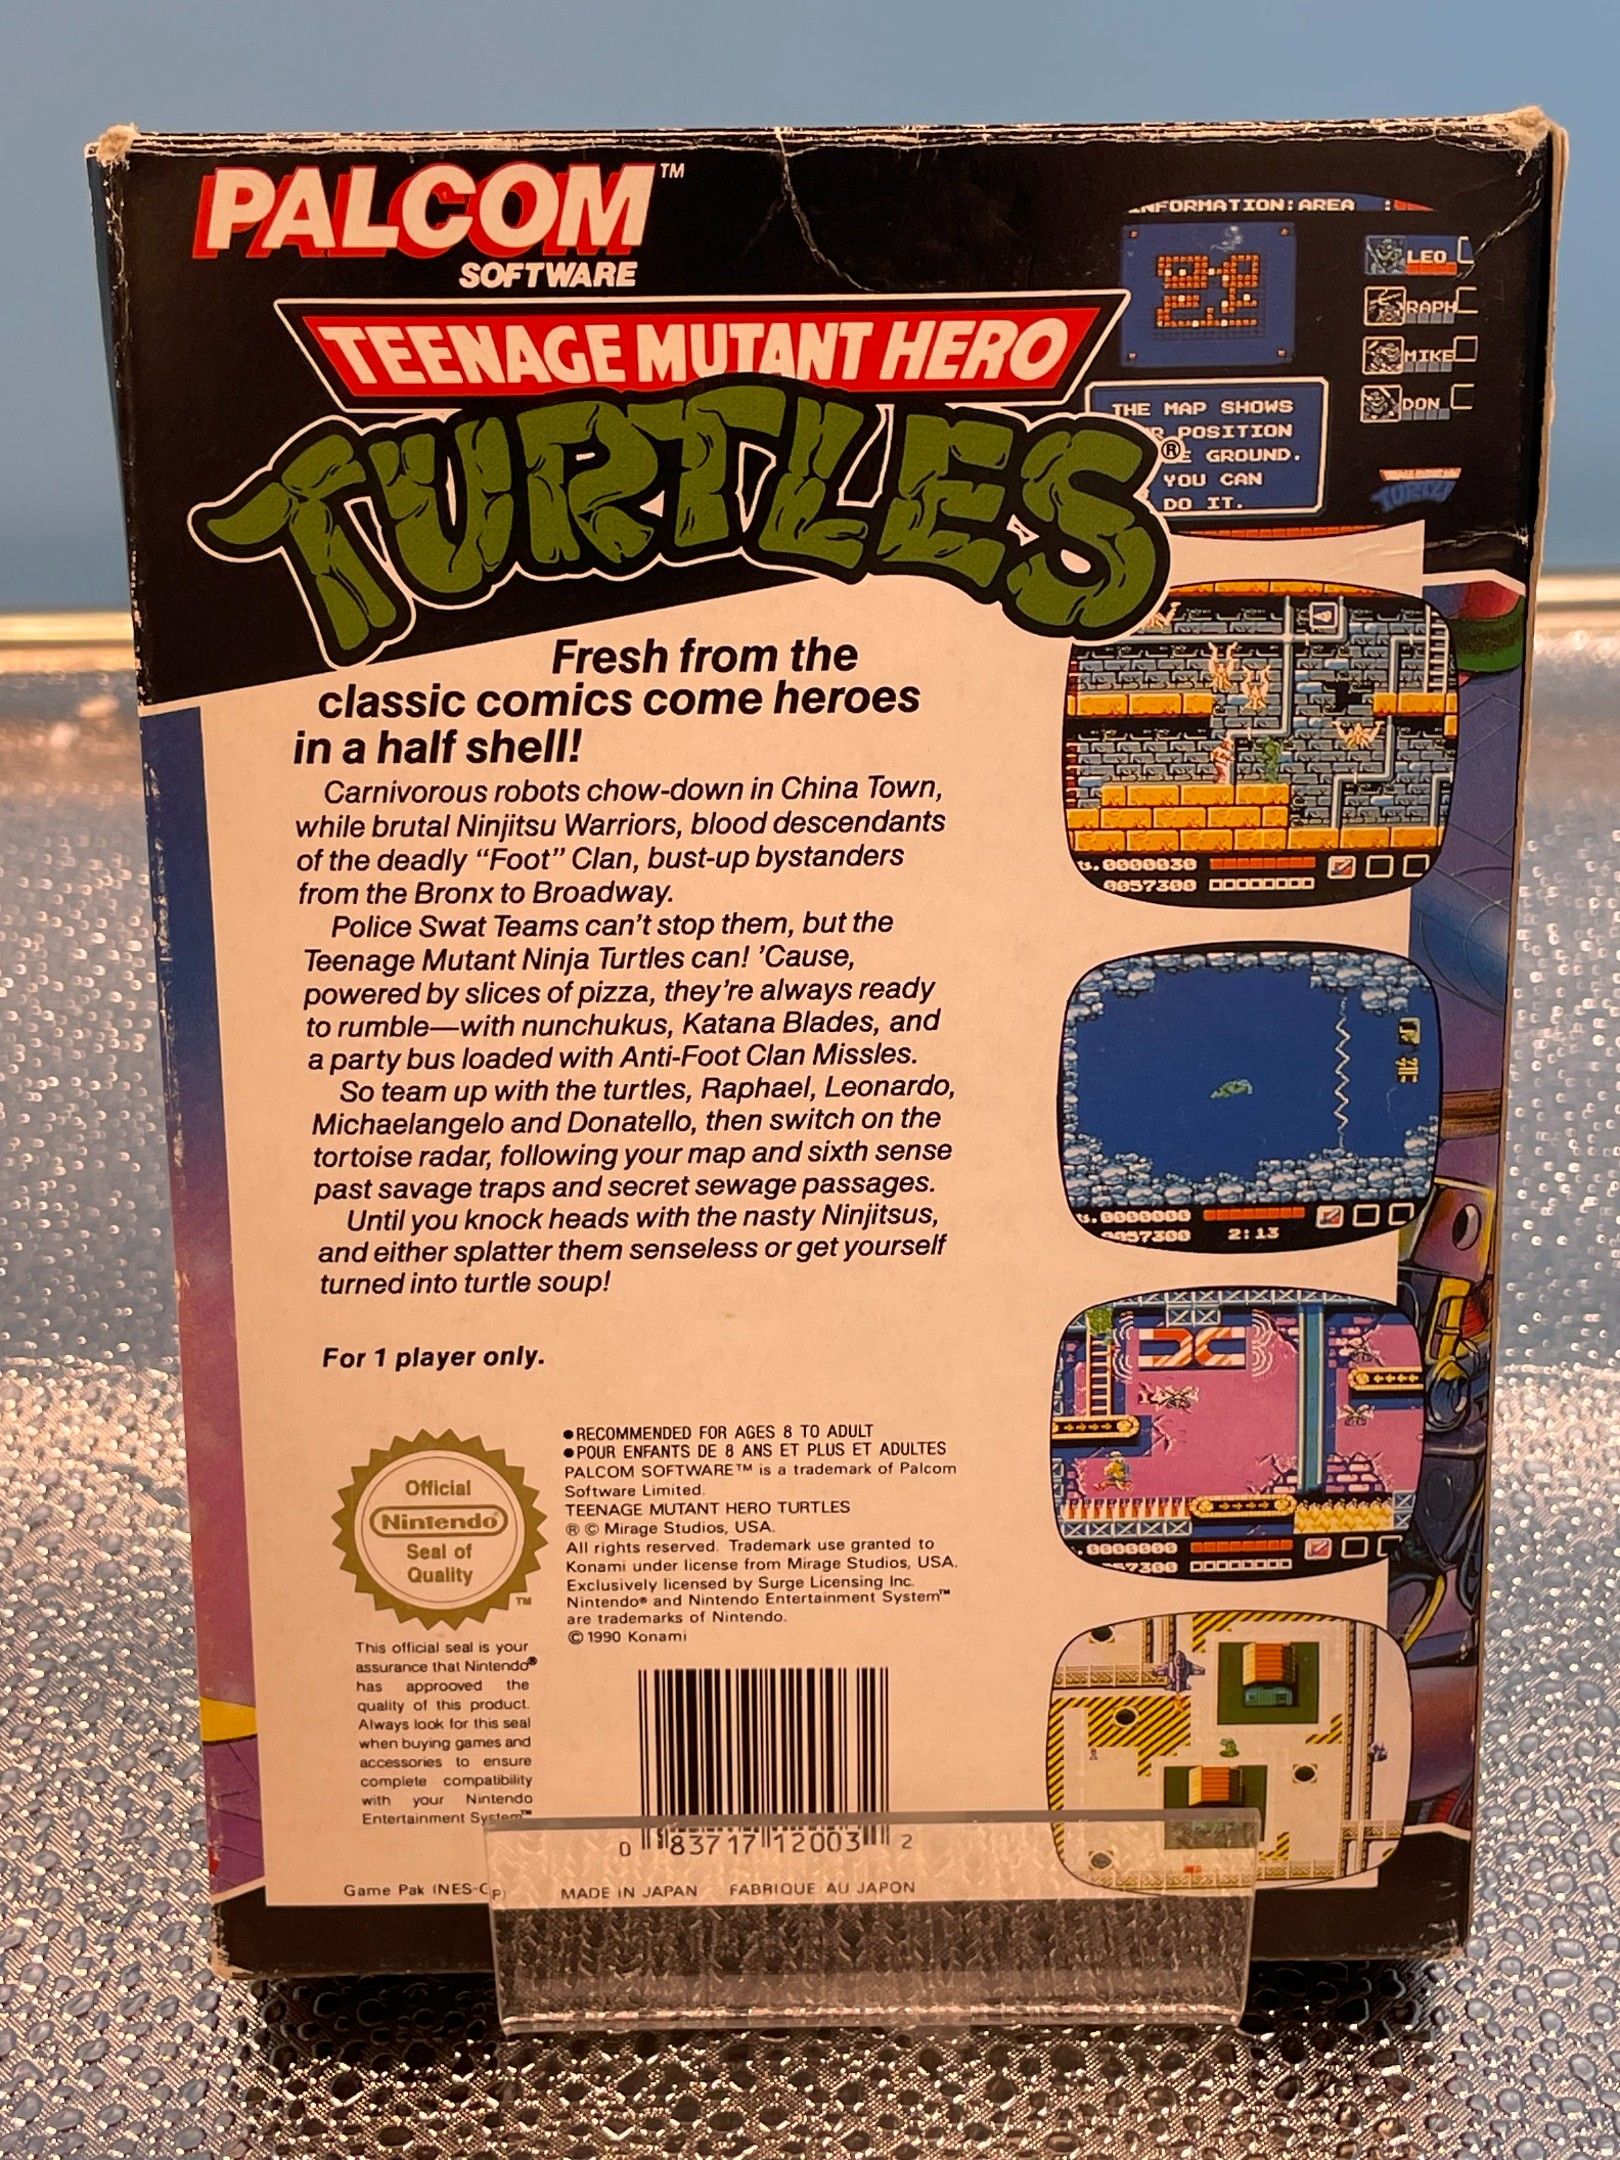 PALCOM™
SOFTWARE
TEENAGE MUTANT HERO
TURTLES®
INFORMATION:AREA :
LEO
RAPH
MIKE
DON
THE MAP SHOWS
POSITION
GROUND.
YOU CAN
DO IT.
Fresh from the
classic comics come heroes
in a half shell!
Carnivorous robots chow-down in China Town,
while brutal Ninjitsu Warriors, blood descendants
of the deadly “Foot” Clan, bust-up bystanders
from the Bronx to Broadway.
Police Swat Teams can’t stop them, but the
Teenage Mutant Ninja Turtles can! ’Cause,
powered by slices of pizza, they’re always ready
to rumble—with nunchukus, Katana Blades, and
a party bus loaded with Anti-Foot Clan Missles.
So team up with the turtles, Raphael, Leonardo,
Michaelangelo and Donatello, then switch on the
tortoise radar, following your map and sixth sense
past savage traps and secret sewage passages.
Until you knock heads with the nasty Ninjitsus,
and either splatter them senseless or get yourself
turned into turtle soup!
For 1 player only.
.0000030
0057300
.0000000
0057300 2:13
.0000000
57300
Official
Nintendo
Seal of
Quality
™
This official seal is your
assurance that Nintendo®
has approoved the
quality of this product.
Always look for this seal
when buying games and
accessories to ensure
complete compatibility
with your Nintendo
Entertainment System™
●RECOMMENDED FOR AGES 8 TO ADULT
●POUR ENFANTS DE 8 ANS ET PLUS ET ADULTES
PALCOM SOFTWARE™ is a trademark of Palcom
Software Limited.
TEENAGE MUTANT HERO TURTLES
® © Mirage Studios, USA.
All rights reserved. Trademark use granted to
Konami under license from Mirage Studios, USA.
Exclusively licensed by Surge Licensing Inc.
Nintendo® and Nintendo Entertainment System™
are trademarks of Nintendo.
© 1990 Konami
0 83717 12003 2
Game Pak (NES-GP) MADE IN JAPAN FABRIQUE AU JAPON